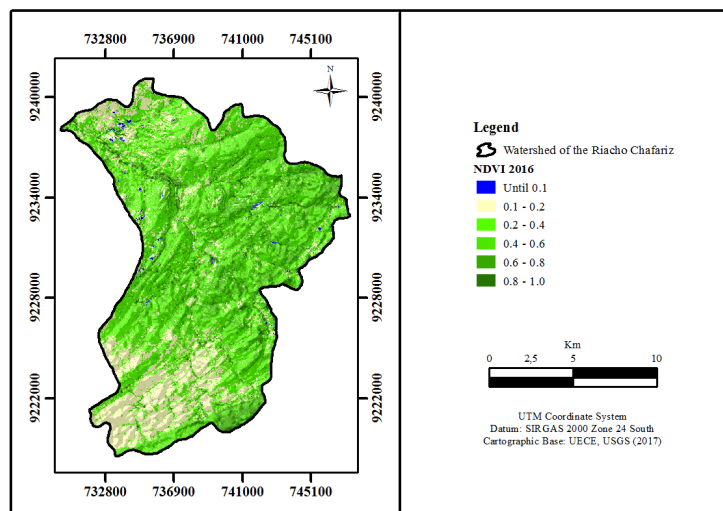 732800 736900 741000 745100
N
9240000
9234000
9228000
9222000
9240000
9234000
9228000
9222000
732800 736900 741000 745100
Legend
Watershed of the Riacho Chafariz
NDVI 2016
Until 0.1
0.1 - 0.2
0.2 - 0.4
0.4 - 0.6
0.6 - 0.8
0.8 - 1.0
Km
0 2,5 5 10
UTM Coordinate System
Datum: SIRGAS 2000 Zone 24 South
Cartographic Base: UECE, USGS (2017)